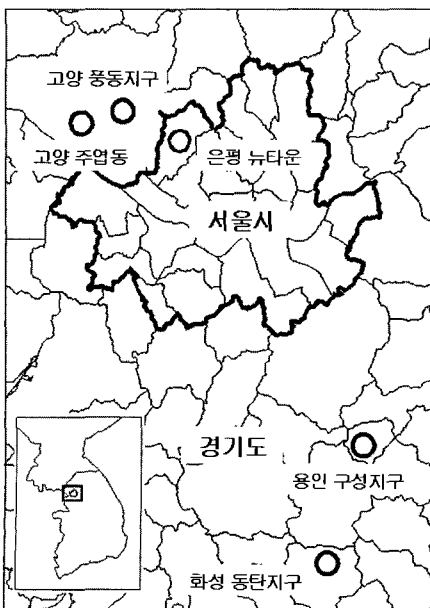 고양 풍동지구
고양 주엽동
은평 뉴타운
서울시
경기도
용인 구성지구
화성 동탄지구